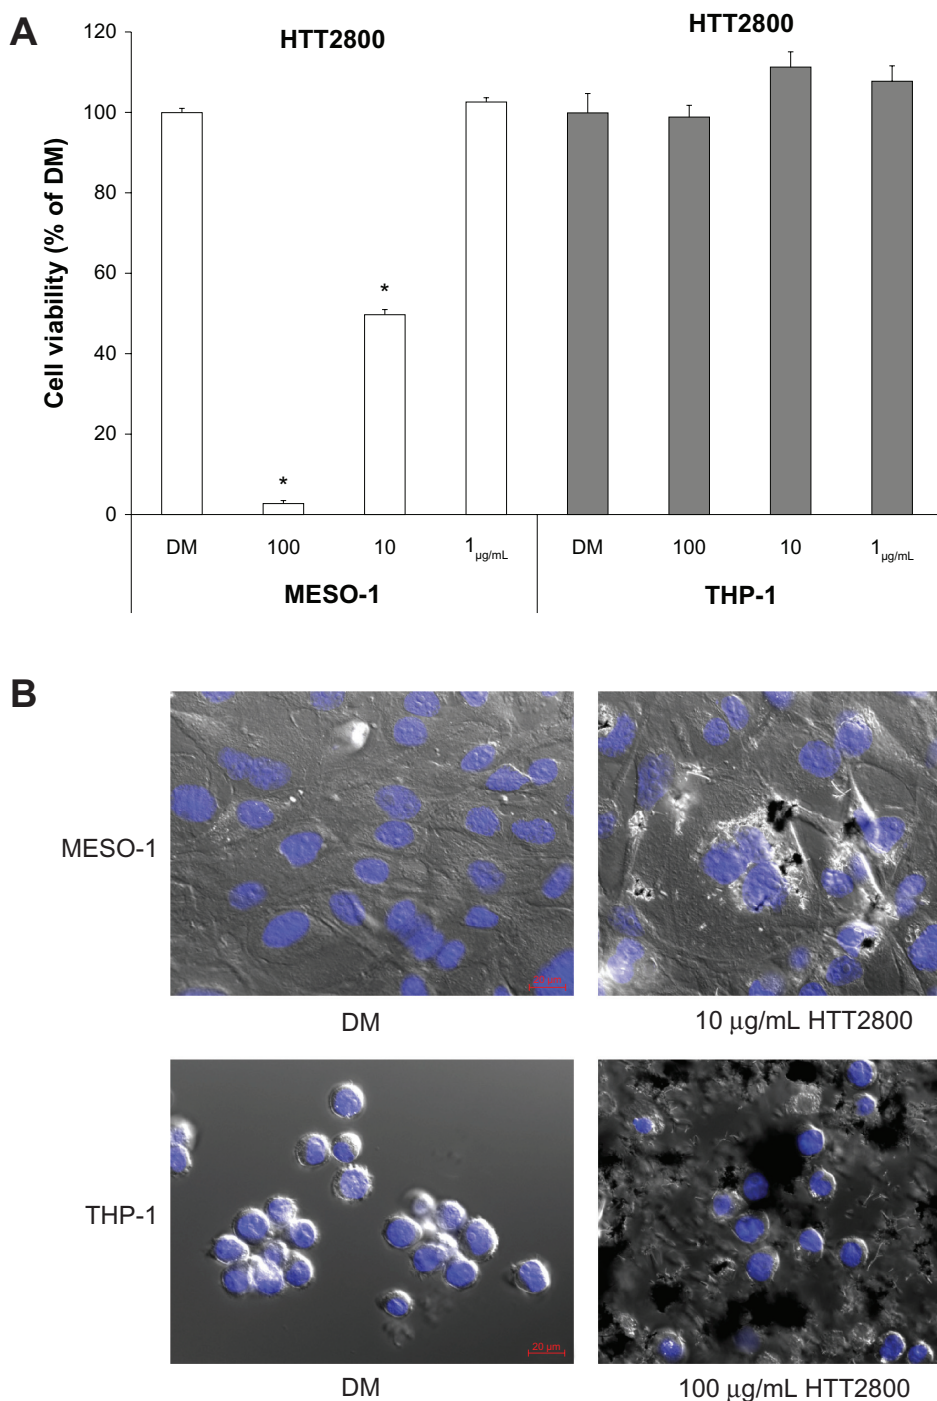 A
HTT2800
HTT2800
Cell viability (% of DM)
120
100
80
60
40
20
0
*
*
DM 100 10 1 µg/mL DM 100 10 1 µg/mL
MESO-1 THP-1
B
MESO-1
20 µm
DM 10 µg/mL HTT2800
THP-1
20 µm
DM 100 µg/mL HTT2800